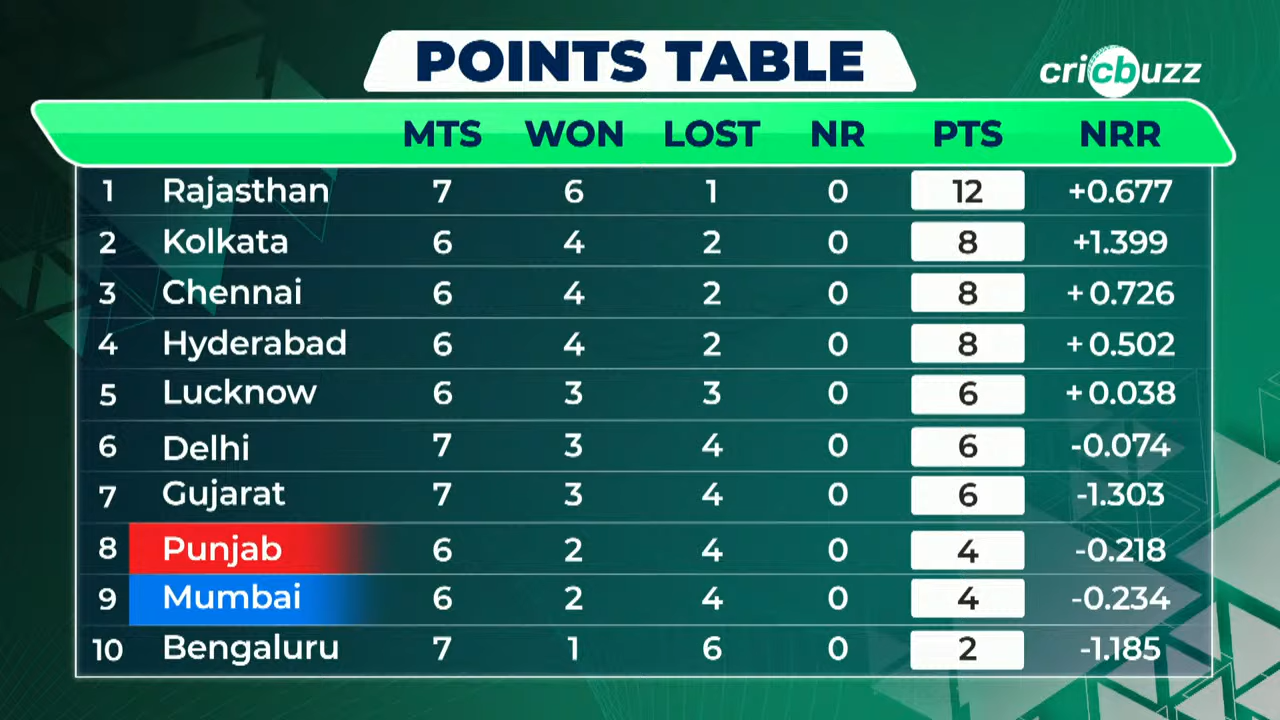 POINTS TABLE
cricbuzz
MTS WON LOST NR PTS NRR
1 Rajasthan 7 6 1 0 12 +0.677
2 Kolkata 6 4 2 0 8 +1.399
3 Chennai 6 4 2 0 8 +0.726
4 Hyderabad 6 4 2 0 8 +0.502
5 Lucknow 6 3 3 0 6 +0.038
6 Delhi 7 3 4 0 6 -0.074
7 Gujarat 7 3 4 0 6 -1.303
8 Punjab 6 2 4 0 4 -0.218
9 Mumbai 6 2 4 0 4 -0.234
10 Bengaluru 7 1 6 0 2 -1.185